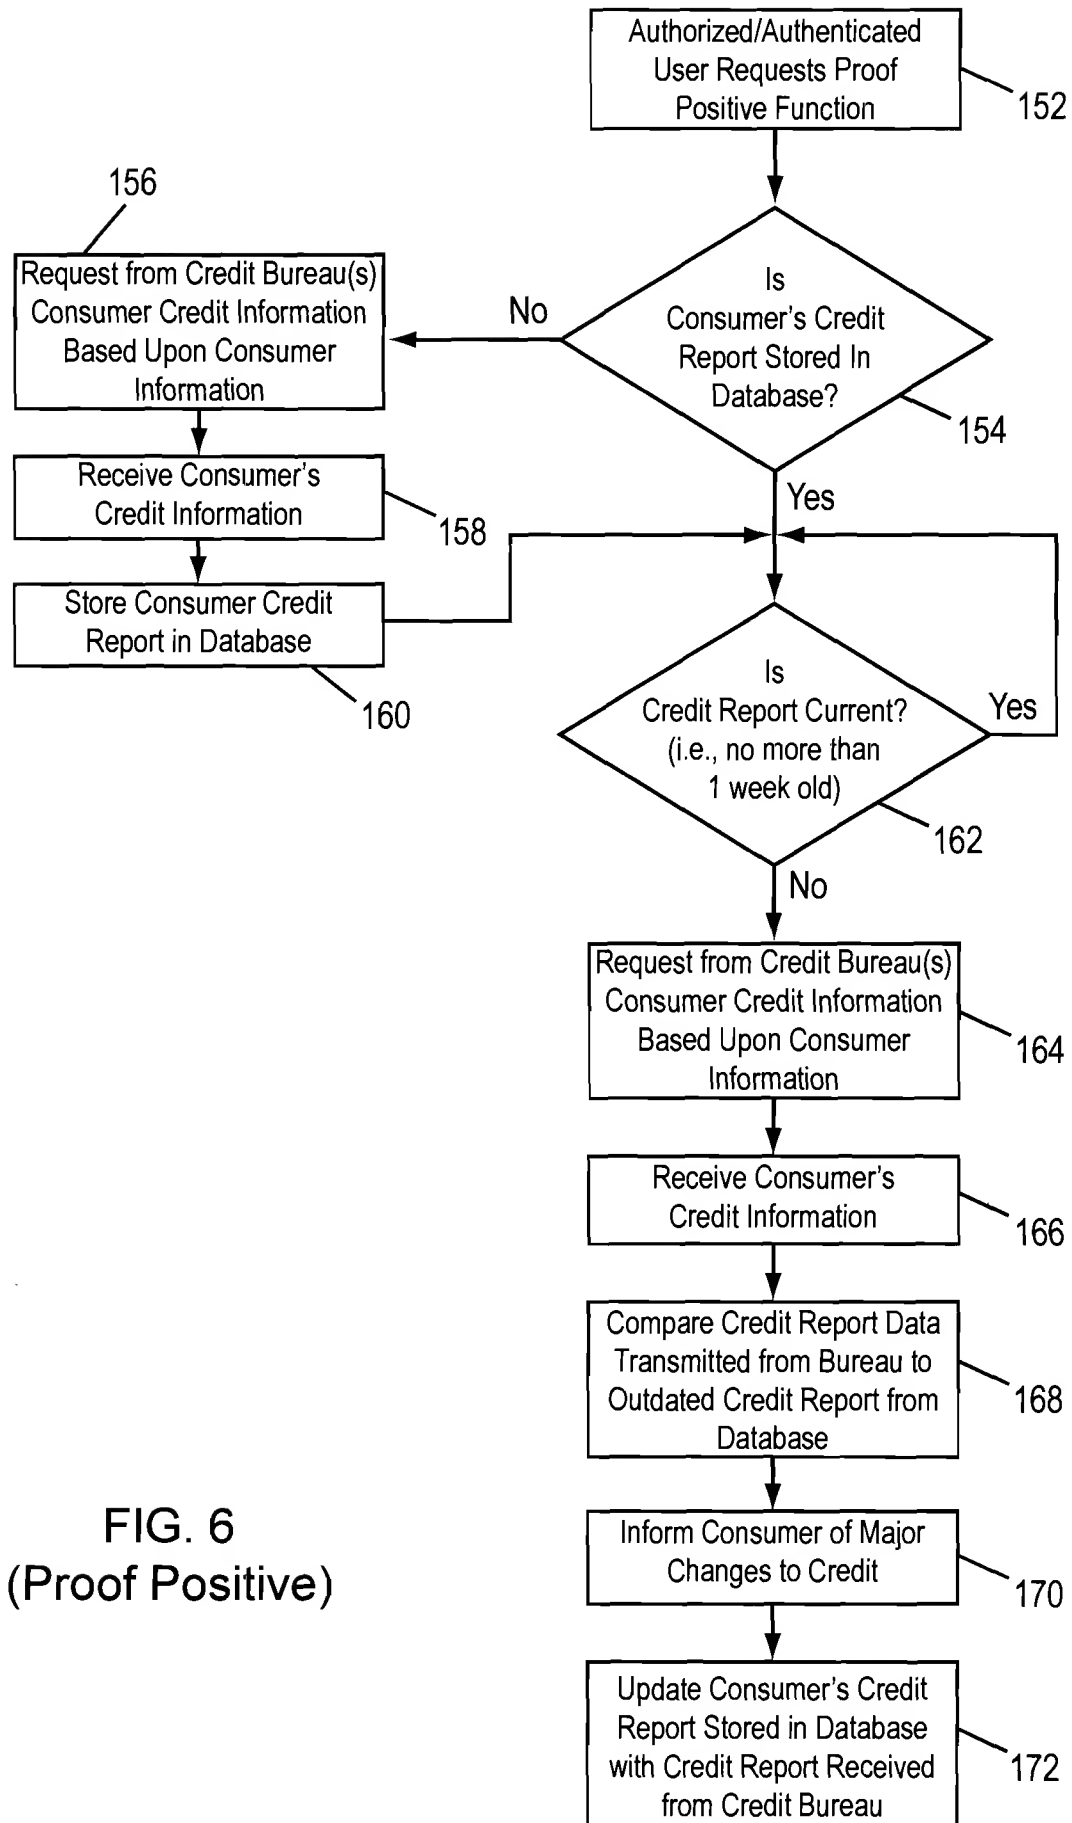 Authorized/Authenticated
User Requests Proof
Positive Function
152
156
Request from Credit Bureau(s)
Consumer Credit Information
Based Upon Consumer
Information
No
Is
Consumer's Credit
Report Stored In
Database?
154
Receive Consumer's
Credit Information
158
Yes
Store Consumer Credit
Report in Database
160
Is
Credit Report Current?
(i.e., no more than
1 week old)
Yes
162
No
Request from Credit Bureau(s)
Consumer Credit Information
Based Upon Consumer
Information
164
Receive Consumer's
Credit Information
166
Compare Credit Report Data
Transmitted from Bureau to
Outdated Credit Report from
Database
168
Inform Consumer of Major
Changes to Credit
170
Update Consumer's Credit
Report Stored in Database
with Credit Report Received
from Credit Bureau
172
FIG. 6
(Proof Positive)